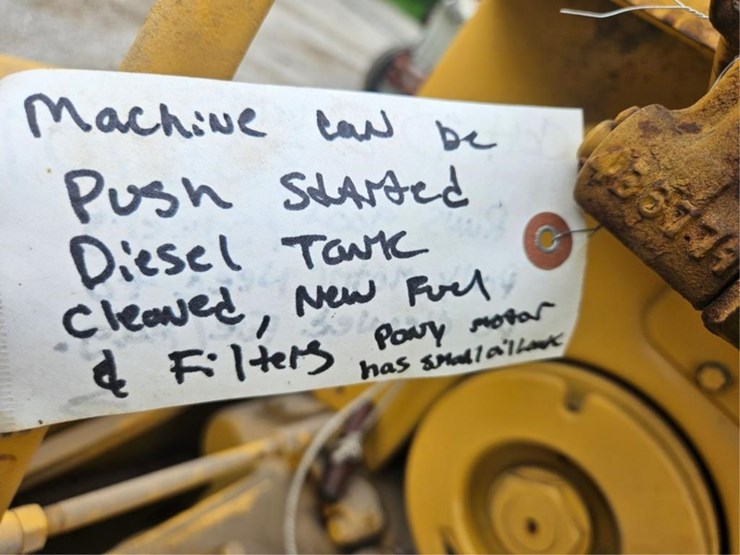 Machine can be
Push Started
Diesel Tank
Cleaned, New Fuel
& Filters Pony motor
has small oil leak